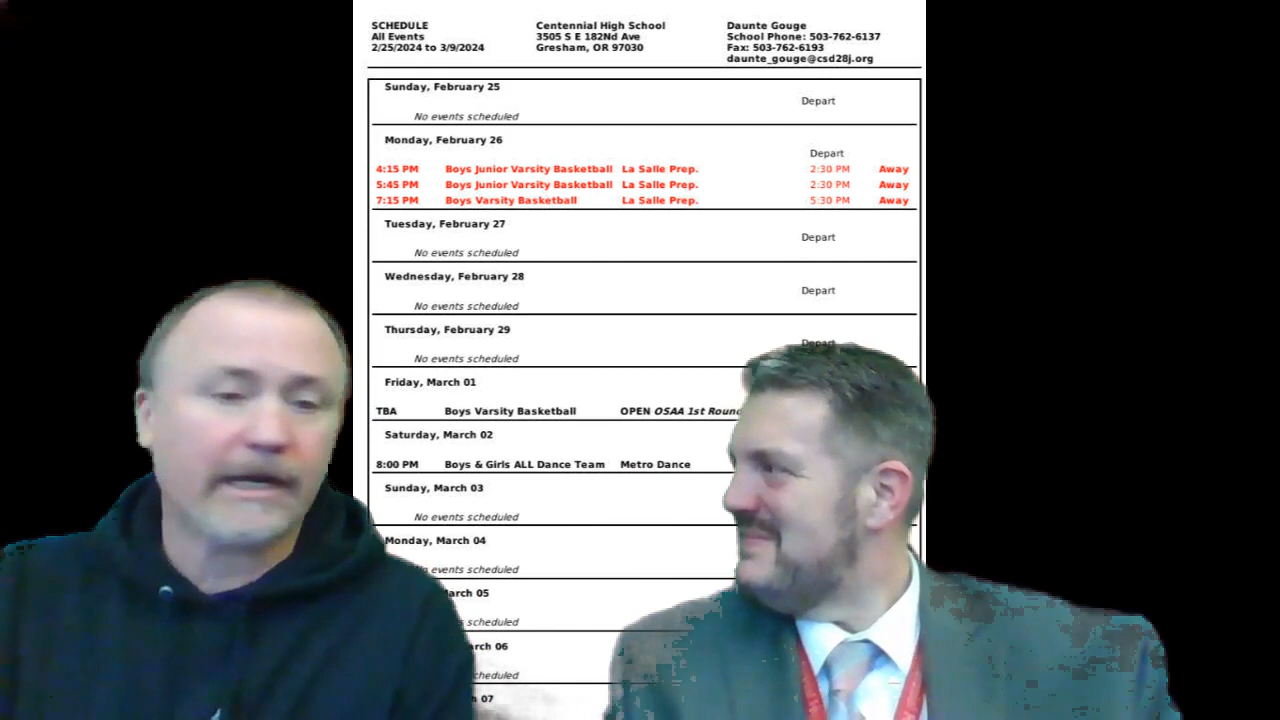 SCHEDULE
All Events
2/25/2024 to 3/9/2024
Centennial High School
3505 S E 182Nd Ave
Gresham, OR 97030
Daunte Gouge
School Phone: 503-762-6137
Fax: 503-762-6193
daunte_gouge@csd28j.org
Sunday, February 25
Depart
No events scheduled
Monday, February 26
Depart
4:15 PM Boys Junior Varsity Basketball La Salle Prep. 2:30 PM Away
5:45 PM Boys Junior Varsity Basketball La Salle Prep. 2:30 PM Away
7:15 PM Boys Varsity Basketball La Salle Prep. 5:30 PM Away
Tuesday, February 27
Depart
No events scheduled
Wednesday, February 28
Depart
No events scheduled
Thursday, February 29
Depart
No events scheduled
Friday, March 01
TBA Boys Varsity Basketball OPEN OSAA 1st Round
Saturday, March 02
8:00 PM Boys & Girls ALL Dance Team Metro Dance
Sunday, March 03
No events scheduled
Monday, March 04
events scheduled
March 05
scheduled
March 06
scheduled
07